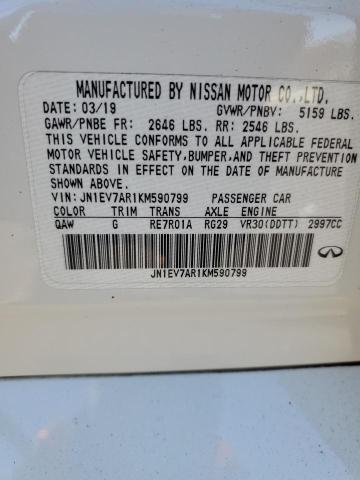 MANUFACTURED BY NISSAN MOTOR CO.,LTD.
DATE: 03/19 GVWR/PNBV: 5159 LBS.
GAWR/PNBE FR: 2646 LBS. RR: 2546 LBS.
THIS VEHICLE CONFORMS TO ALL APPLICABLE FEDERAL
MOTOR VEHICLE SAFETY,BUMPER,AND THEFT PREVENTION
STANDARDS IN EFFECT ON THE DATE OF MANUFACTURE
SHOWN ABOVE.
VIN: JN1EV7AR1KM590799 PASSENGER CAR
COLOR TRIM TRANS AXLE ENGINE
QAW G RE7R01A RG29 VR30(DDTT) 2997CC
JN1EV7AR1KM590799